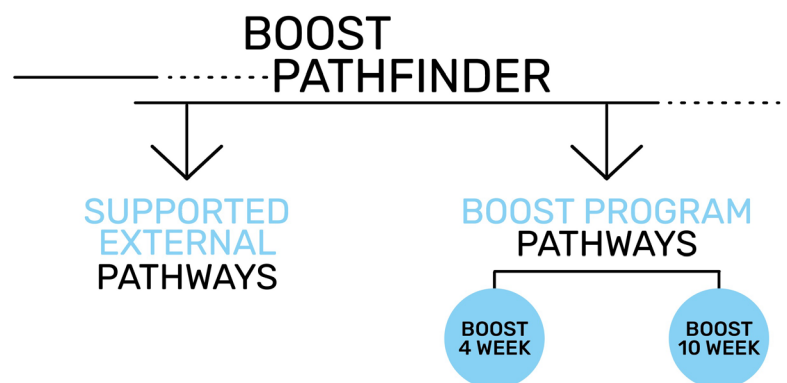 BOOST
PATHFINDER
SUPPORTED
EXTERNAL
PATHWAYS
BOOST PROGRAM
PATHWAYS
BOOST
4 WEEK
BOOST
10 WEEK